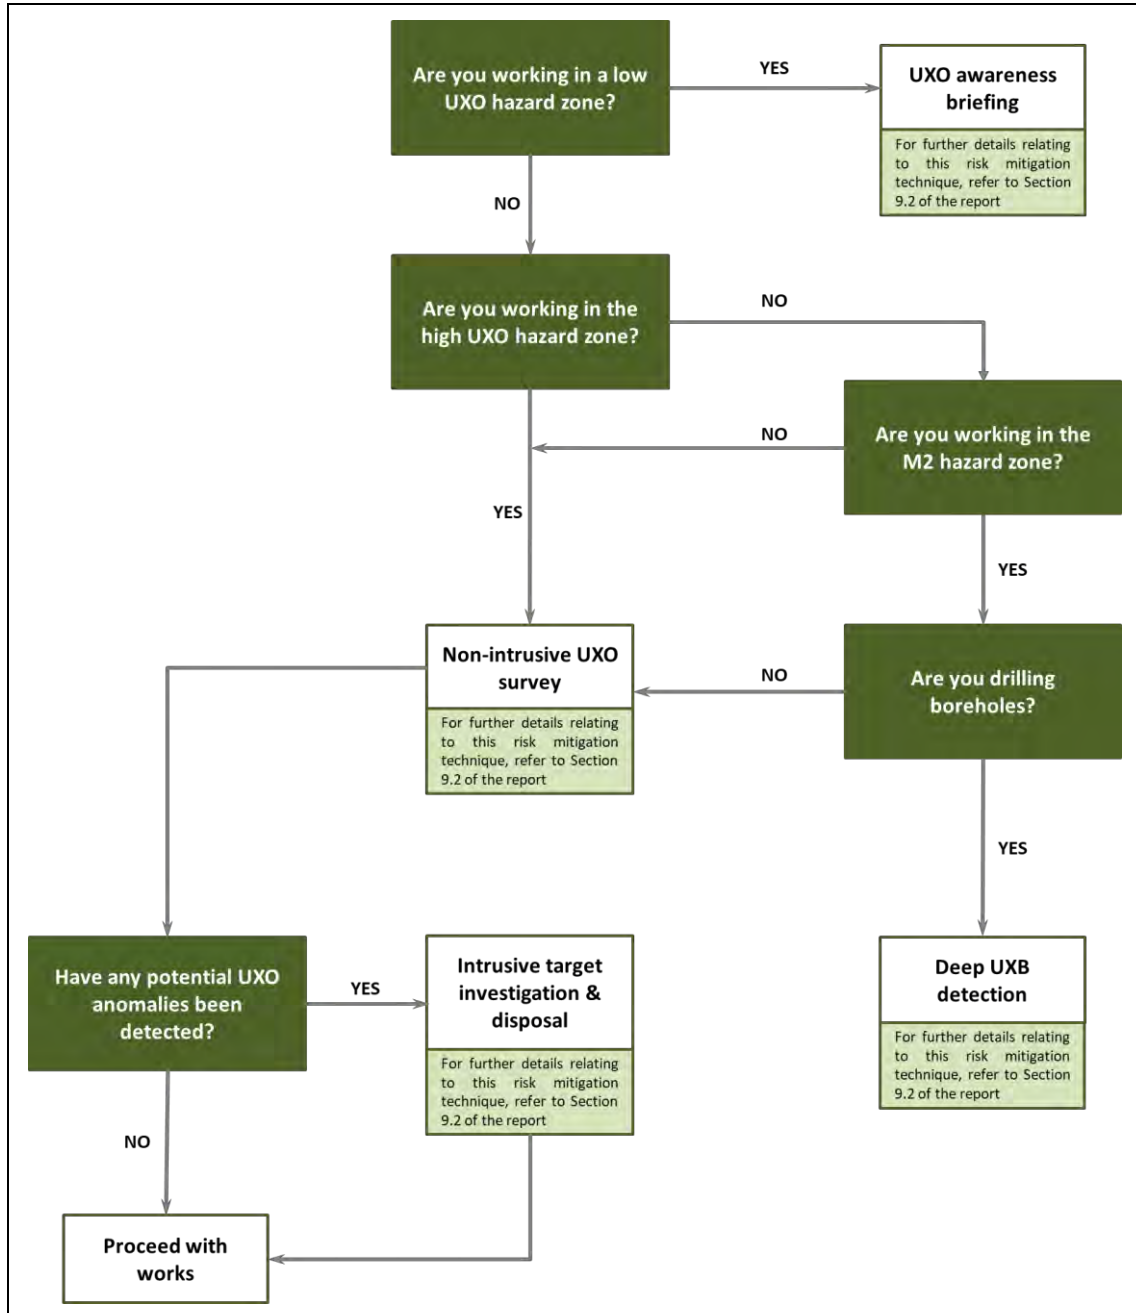 Are you working in a low
UXO hazard zone?
YES
UXO awareness
briefing
For further details relating
to this risk mitigation
technique, refer to Section
9.2 of the report
NO
Are you working in the
high UXO hazard zone?
NO
Are you working in the
M2 hazard zone?
NO
YES
YES
Non-intrusive UXO
survey
For further details relating
to this risk mitigation
technique, refer to Section
9.2 of the report
NO
Are you drilling
boreholes?
YES
Have any potential UXO
anomalies been
detected?
YES
Intrusive target
investigation &
disposal
For further details relating
to this risk mitigation
technique, refer to Section
9.2 of the report
Deep UXB
detection
For further details relating
to this risk mitigation
technique, refer to Section
9.2 of the report
NO
Proceed with
works